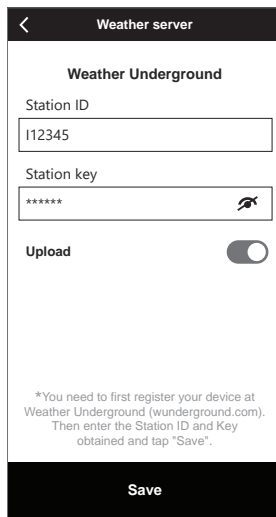 Weather server
Weather Underground
Station ID
I12345
Station key
******
Upload
*You need to first register your device at
Weather Underground (wunderground.com).
Then enter the Station ID and Key
obtained and tap "Save".
Save